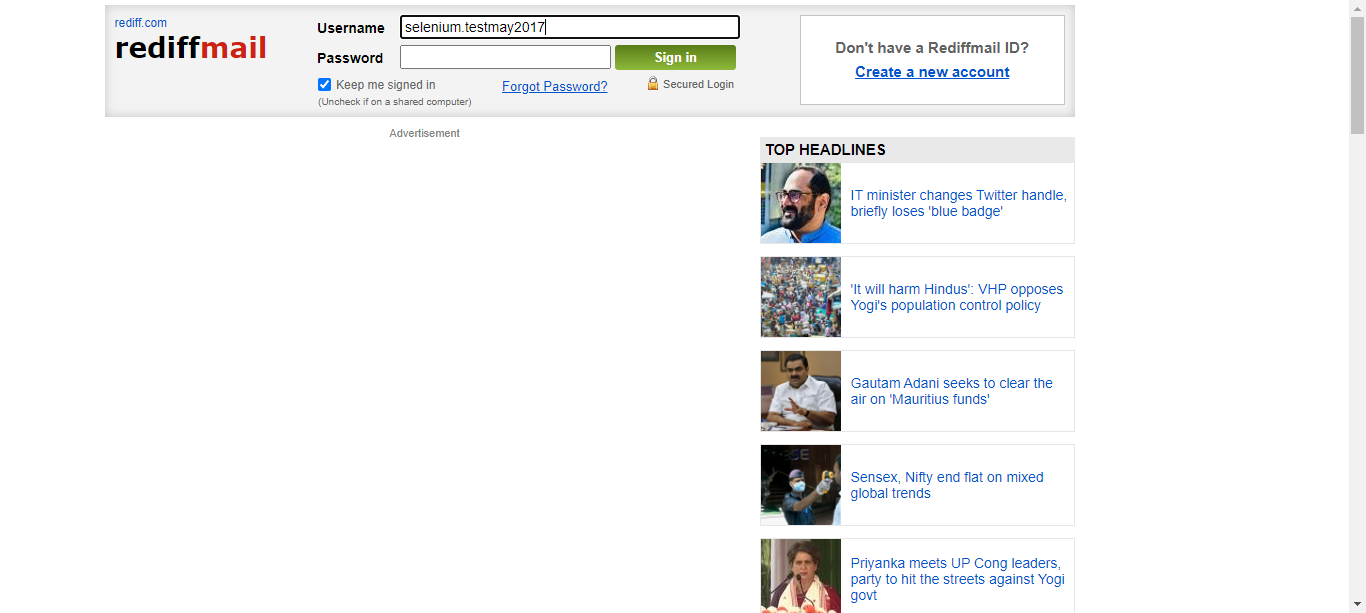 rediff.com
rediffmail
Username
selenium.testmay2017
Password
Sign in
Keep me signed in
(Uncheck if on a shared computer)
Forgot Password?
Secured Login
Don't have a Rediffmail ID?
Create a new account
Advertisement
TOP HEADLINES
IT minister changes Twitter handle,
briefly loses 'blue badge'
'It will harm Hindus': VHP opposes
Yogi's population control policy
Gautam Adani seeks to clear the
air on 'Mauritius funds'
Sensex, Nifty end flat on mixed
global trends
Priyanka meets UP Cong leaders,
party to hit the streets against Yogi
govt